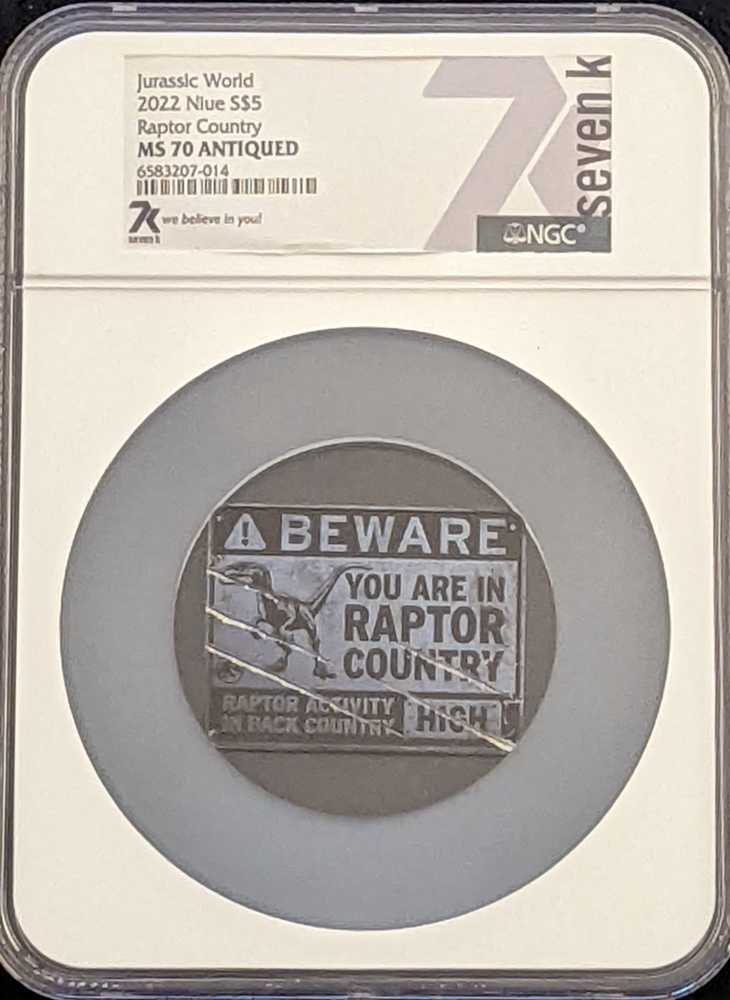 Jurassic World
2022 Niue S$5
Raptor Country
MS 70 ANTIQUED
6583207-014
7k we believe in you!
seven k
7k
seven k
NGC®
BEWARE
YOU ARE IN
RAPTOR
COUNTRY
RAPTOR ACTIVITY
IN BACK COUNTRY
HIGH